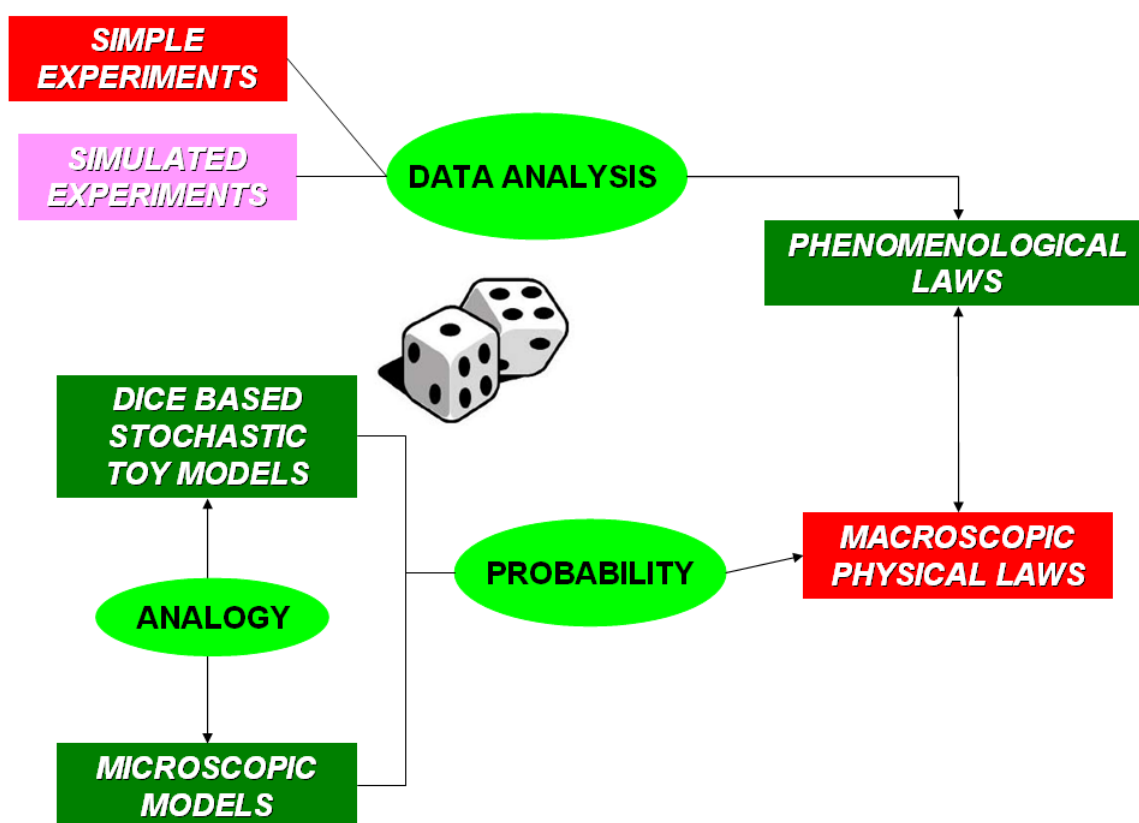 SIMPLE
EXPERIMENTS
SIMULATED
EXPERIMENTS
DATA ANALYSIS
PHENOMENOLOGICAL
LAWS
DICE BASED
STOCHASTIC
TOY MODELS
PROBABILITY
MACROSCOPIC
PHYSICAL LAWS
ANALOGY
MICROSCOPIC
MODELS